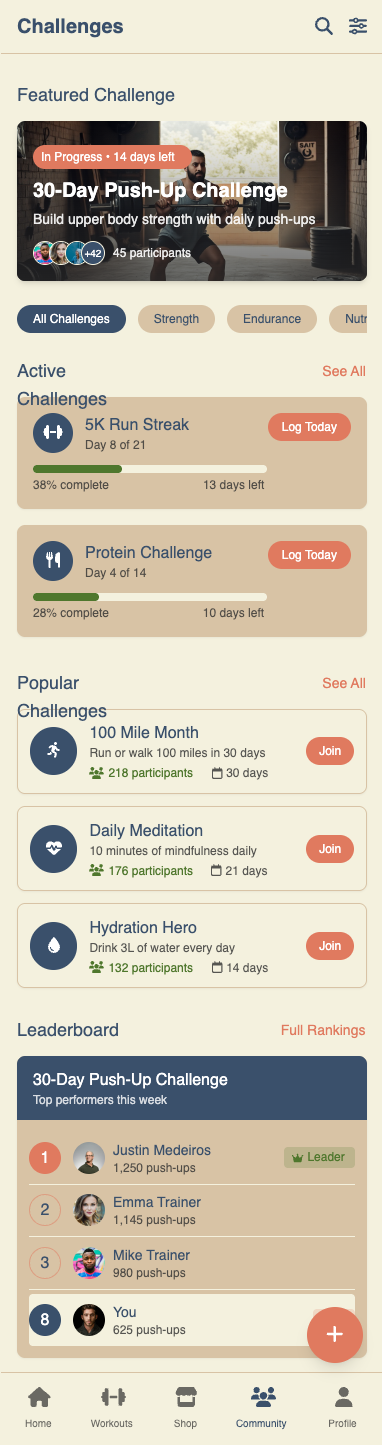 Challenges
Featured Challenge
In Progress • 14 days left
30-Day Push-Up Challenge
Build upper body strength with daily push-ups
+42 45 participants
All Challenges Strength Endurance Nutr
Active See All
Challenges
5K Run Streak Log Today
Day 8 of 21
38% complete 13 days left
Protein Challenge Log Today
Day 4 of 14
28% complete 10 days left
Popular See All
Challenges
100 Mile Month
Run or walk 100 miles in 30 days Join
218 participants 30 days
Daily Meditation
10 minutes of mindfulness daily Join
176 participants 21 days
Hydration Hero
Drink 3L of water every day Join
132 participants 14 days
Leaderboard Full Rankings
30-Day Push-Up Challenge
Top performers this week
1 Justin Medeiros Leader
1,250 push-ups
2 Emma Trainer
1,145 push-ups
3 Mike Trainer
980 push-ups
8 You
625 push-ups
+
Home Workouts Shop Community Profile